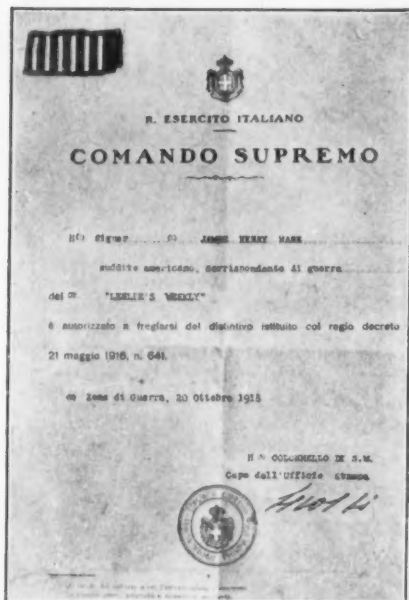 R. ESERCITO ITALIANO
COMANDO SUPREMO
Il Signor JAMES HENRY HARE
suddito americano, corrispondente di guerra
del "LESLIE'S WEEKLY"
è autorizzato a fregiarsi del distintivo istituito col regio decreto
21 maggio 1916, n. 641.
Zona di Guerra, 20 Ottobre 1918
IL COLONNELLO DI S.M.
Capo dell'Ufficio Stampa